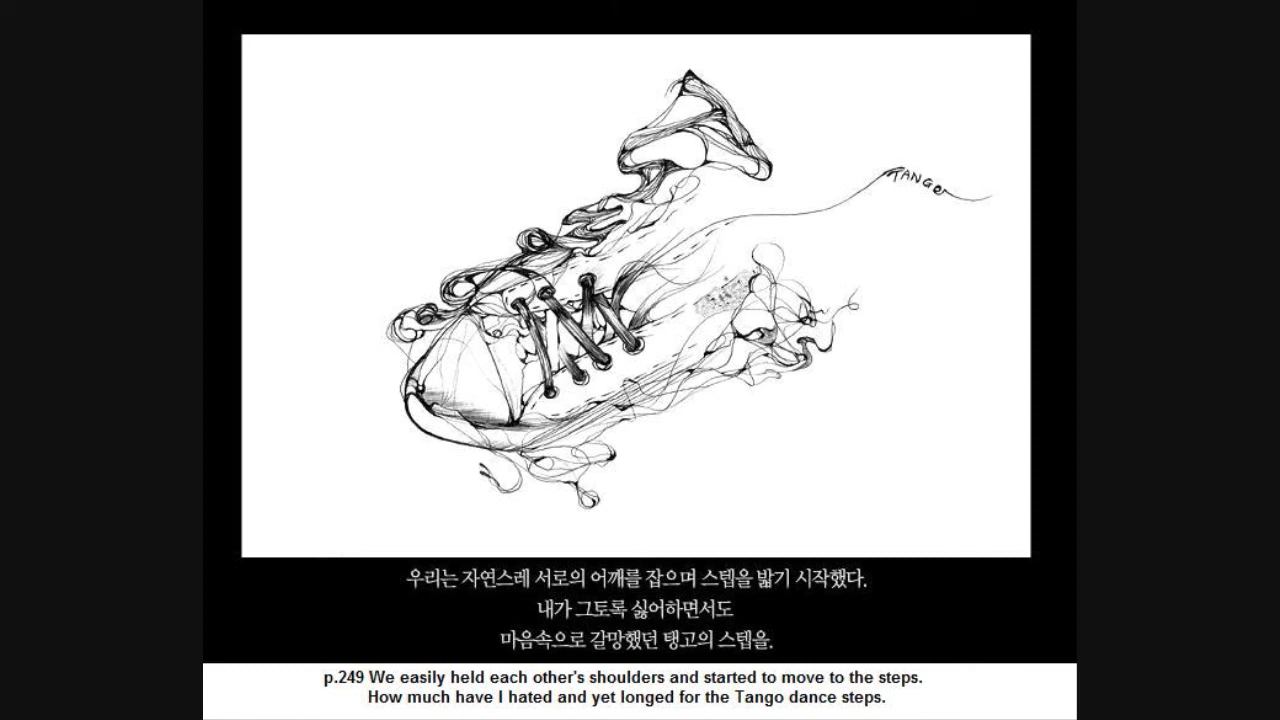 TANGO
우리는 자연스레 서로의 어깨를 잡으며 스텝을 밟기 시작했다.
내가 그토록 싫어하면서도
마음속으로 갈망했던 탱고의 스텝을.
p.249 We easily held each other's shoulders and started to move to the steps.
How much have I hated and yet longed for the Tango dance steps.